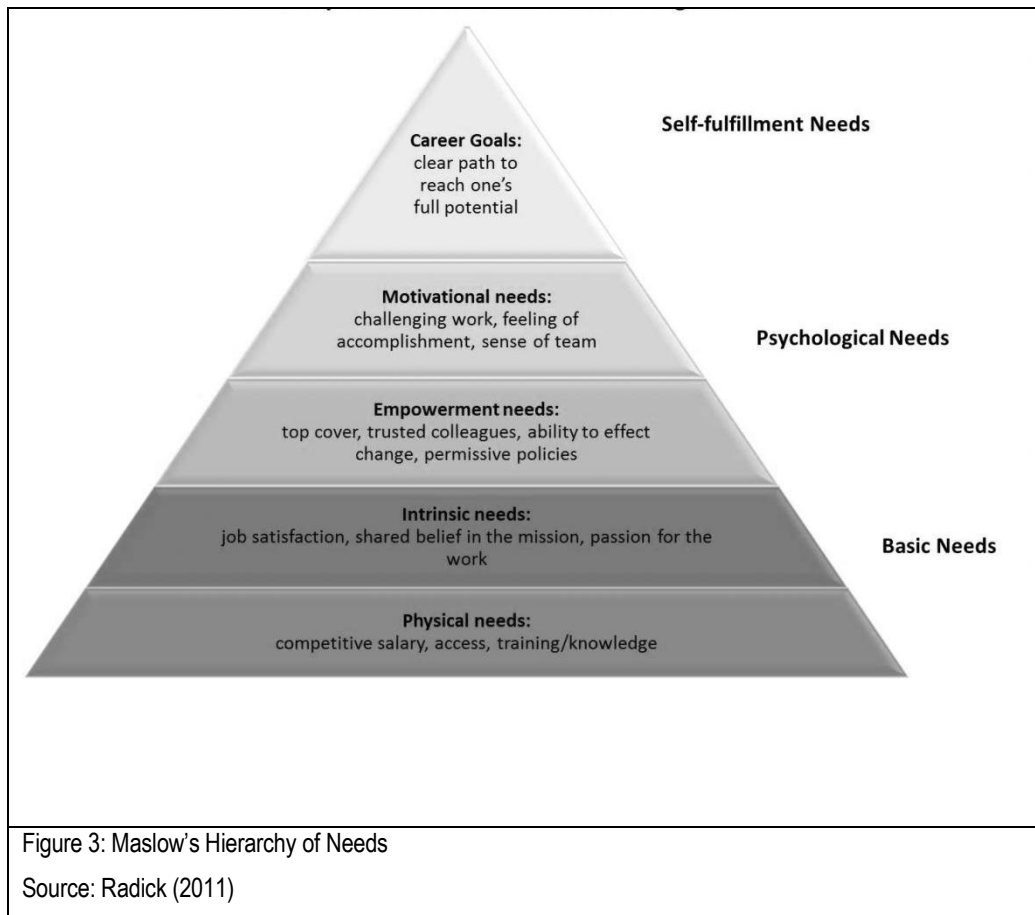 Self-fulfillment Needs
Career Goals:
clear path to
reach one's
full potential
Motivational needs:
challenging work, feeling of
accomplishment, sense of team
Psychological Needs
Empowerment needs:
top cover, trusted colleagues, ability to effect
change, permissive policies
Intrinsic needs:
job satisfaction, shared belief in the mission, passion for the
work
Basic Needs
Physical needs:
competitive salary, access, training/knowledge
Figure 3: Maslow’s Hierarchy of Needs
Source: Radick (2011)